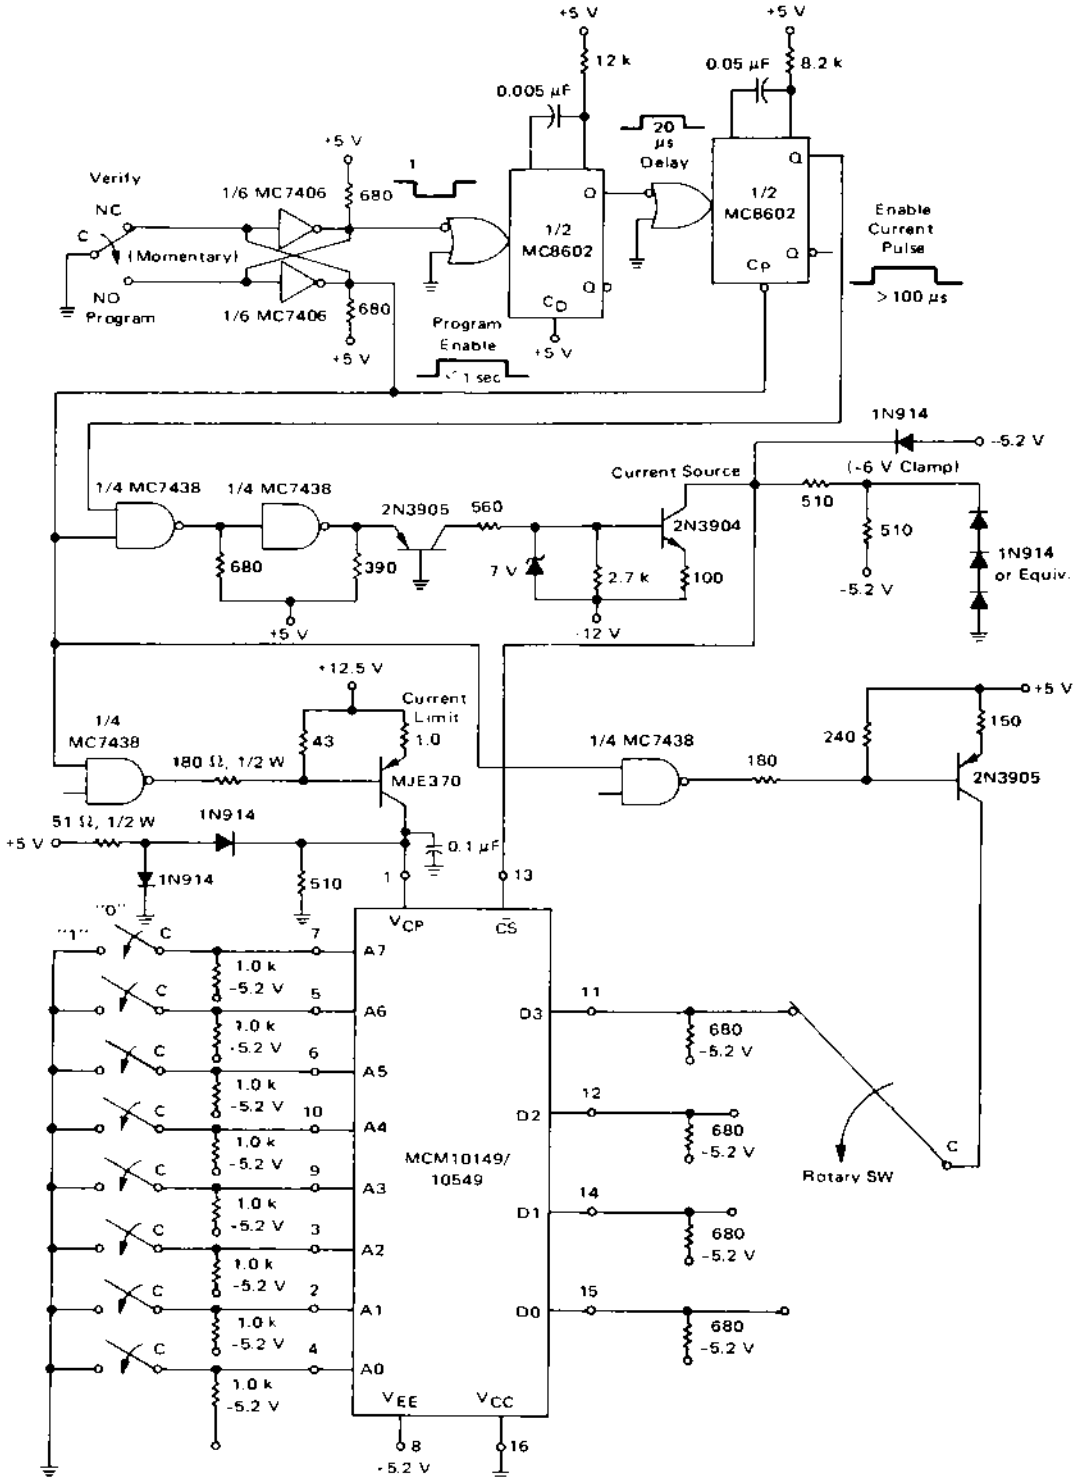 +5 V
+5 V
12 k
0.05 µF
8.2 k
0.005 µF
+5 V
1
20
µs
Delay
Q
Verify
1/6 MC7406
680
Q
1/2
MC8602
Enable
Current
Pulse
NC
C
(Momentary)
1/2
MC8602
Q
CP
NO
Program
1/6 MC7406
680
Q
CD
> 100 µs
+5 V
Program
Enable
1 sec
+5 V
1N914
-5.2 V
1/4 MC7438
1/4 MC7438
Current Source
(-6 V Clamp)
2N3905
560
510
2N3904
510
680
390
7 V
2.7 k
100
1N914
or Equiv.
-5.2 V
+5 V
-12 V
+12.5 V
Current
Limit
+5 V
1/4
MC7438
43
1.0
1/4 MC7438
240
150
180 Ω, 1/2 W
MJE370
180
2N3905
51 Ω, 1/2 W
1N914
+5 V
0.1 µF
1N914
510
1
13
"0"
VCP
CS
"1"
C
7
A7
1.0 k
-5.2 V
C
5
A6
11
D3
1.0 k
-5.2 V
680
-5.2 V
C
6
A5
1.0 k
-5.2 V
12
D2
C
10
A4
680
-5.2 V
1.0 k
-5.2 V
MCM10149/
10549
C
Rotary SW
C
9
A3
14
D1
1.0 k
-5.2 V
680
-5.2 V
C
3
A2
1.0 k
-5.2 V
15
D0
C
2
A1
680
-5.2 V
1.0 k
-5.2 V
C
4
A0
1.0 k
-5.2 V
VEE
VCC
8
16
-5.2 V